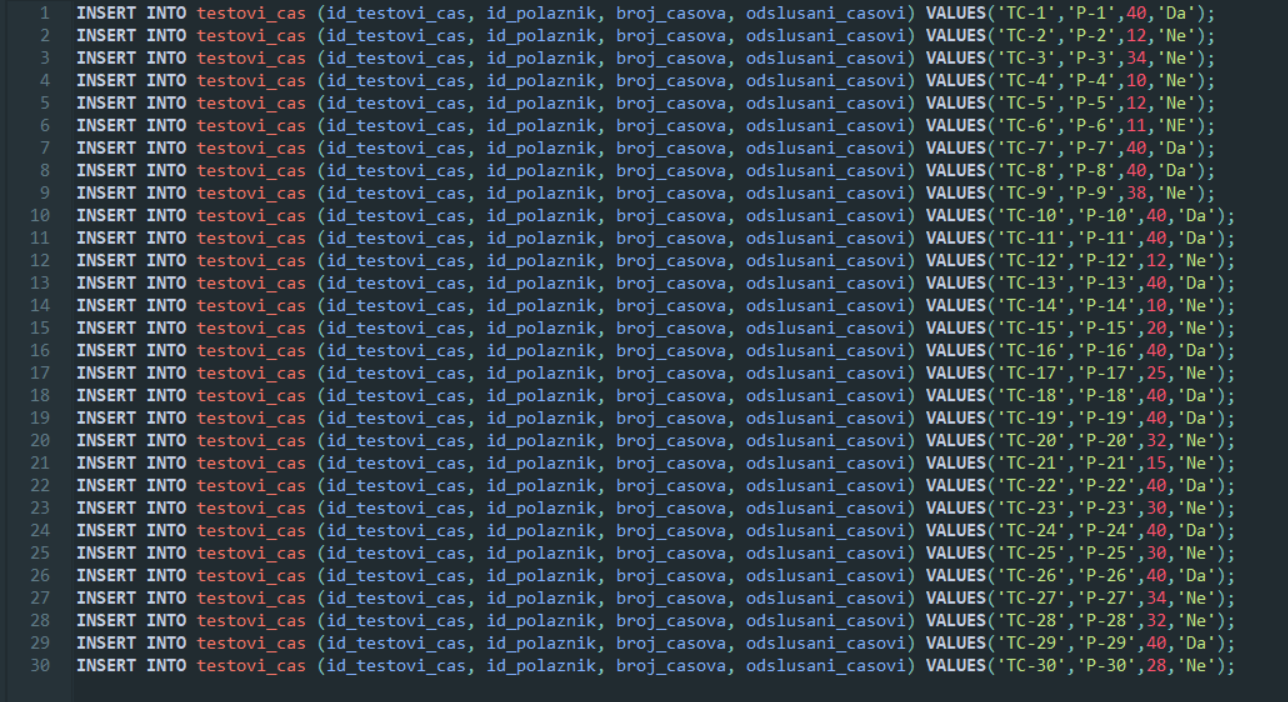 1 INSERT INTO testovi_cas (id_testovi_cas, id_polaznik, broj_casova, odslusani_casovi) VALUES('TC-1','P-1',40,'Da');
2 INSERT INTO testovi_cas (id_testovi_cas, id_polaznik, broj_casova, odslusani_casovi) VALUES('TC-2','P-2',12,'Ne');
3 INSERT INTO testovi_cas (id_testovi_cas, id_polaznik, broj_casova, odslusani_casovi) VALUES('TC-3','P-3',34,'Ne');
4 INSERT INTO testovi_cas (id_testovi_cas, id_polaznik, broj_casova, odslusani_casovi) VALUES('TC-4','P-4',10,'Ne');
5 INSERT INTO testovi_cas (id_testovi_cas, id_polaznik, broj_casova, odslusani_casovi) VALUES('TC-5','P-5',12,'Ne');
6 INSERT INTO testovi_cas (id_testovi_cas, id_polaznik, broj_casova, odslusani_casovi) VALUES('TC-6','P-6',11,'NE');
7 INSERT INTO testovi_cas (id_testovi_cas, id_polaznik, broj_casova, odslusani_casovi) VALUES('TC-7','P-7',40,'Da');
8 INSERT INTO testovi_cas (id_testovi_cas, id_polaznik, broj_casova, odslusani_casovi) VALUES('TC-8','P-8',40,'Da');
9 INSERT INTO testovi_cas (id_testovi_cas, id_polaznik, broj_casova, odslusani_casovi) VALUES('TC-9','P-9',38,'Ne');
10 INSERT INTO testovi_cas (id_testovi_cas, id_polaznik, broj_casova, odslusani_casovi) VALUES('TC-10','P-10',40,'Da');
11 INSERT INTO testovi_cas (id_testovi_cas, id_polaznik, broj_casova, odslusani_casovi) VALUES('TC-11','P-11',40,'Da');
12 INSERT INTO testovi_cas (id_testovi_cas, id_polaznik, broj_casova, odslusani_casovi) VALUES('TC-12','P-12',12,'Ne');
13 INSERT INTO testovi_cas (id_testovi_cas, id_polaznik, broj_casova, odslusani_casovi) VALUES('TC-13','P-13',40,'Da');
14 INSERT INTO testovi_cas (id_testovi_cas, id_polaznik, broj_casova, odslusani_casovi) VALUES('TC-14','P-14',10,'Ne');
15 INSERT INTO testovi_cas (id_testovi_cas, id_polaznik, broj_casova, odslusani_casovi) VALUES('TC-15','P-15',20,'Ne');
16 INSERT INTO testovi_cas (id_testovi_cas, id_polaznik, broj_casova, odslusani_casovi) VALUES('TC-16','P-16',40,'Da');
17 INSERT INTO testovi_cas (id_testovi_cas, id_polaznik, broj_casova, odslusani_casovi) VALUES('TC-17','P-17',25,'Ne');
18 INSERT INTO testovi_cas (id_testovi_cas, id_polaznik, broj_casova, odslusani_casovi) VALUES('TC-18','P-18',40,'Da');
19 INSERT INTO testovi_cas (id_testovi_cas, id_polaznik, broj_casova, odslusani_casovi) VALUES('TC-19','P-19',40,'Da');
20 INSERT INTO testovi_cas (id_testovi_cas, id_polaznik, broj_casova, odslusani_casovi) VALUES('TC-20','P-20',32,'Ne');
21 INSERT INTO testovi_cas (id_testovi_cas, id_polaznik, broj_casova, odslusani_casovi) VALUES('TC-21','P-21',15,'Ne');
22 INSERT INTO testovi_cas (id_testovi_cas, id_polaznik, broj_casova, odslusani_casovi) VALUES('TC-22','P-22',40,'Da');
23 INSERT INTO testovi_cas (id_testovi_cas, id_polaznik, broj_casova, odslusani_casovi) VALUES('TC-23','P-23',30,'Ne');
24 INSERT INTO testovi_cas (id_testovi_cas, id_polaznik, broj_casova, odslusani_casovi) VALUES('TC-24','P-24',40,'Da');
25 INSERT INTO testovi_cas (id_testovi_cas, id_polaznik, broj_casova, odslusani_casovi) VALUES('TC-25','P-25',30,'Ne');
26 INSERT INTO testovi_cas (id_testovi_cas, id_polaznik, broj_casova, odslusani_casovi) VALUES('TC-26','P-26',40,'Da');
27 INSERT INTO testovi_cas (id_testovi_cas, id_polaznik, broj_casova, odslusani_casovi) VALUES('TC-27','P-27',34,'Ne');
28 INSERT INTO testovi_cas (id_testovi_cas, id_polaznik, broj_casova, odslusani_casovi) VALUES('TC-28','P-28',32,'Ne');
29 INSERT INTO testovi_cas (id_testovi_cas, id_polaznik, broj_casova, odslusani_casovi) VALUES('TC-29','P-29',40,'Da');
30 INSERT INTO testovi_cas (id_testovi_cas, id_polaznik, broj_casova, odslusani_casovi) VALUES('TC-30','P-30',28,'Ne');